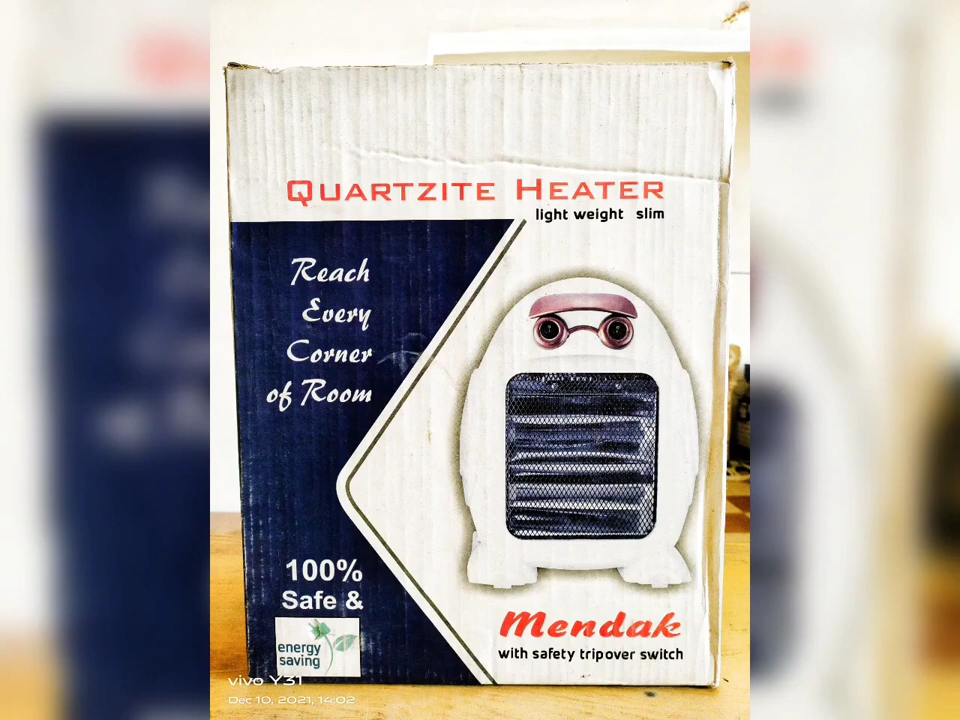 Quartzite Heater
light weight slim
Reach
Every
Corner
of Room
100%
Safe &
energy
saving
Mendak
with safety tripover switch
vivo Y31
Dec 10, 2021, 14:02